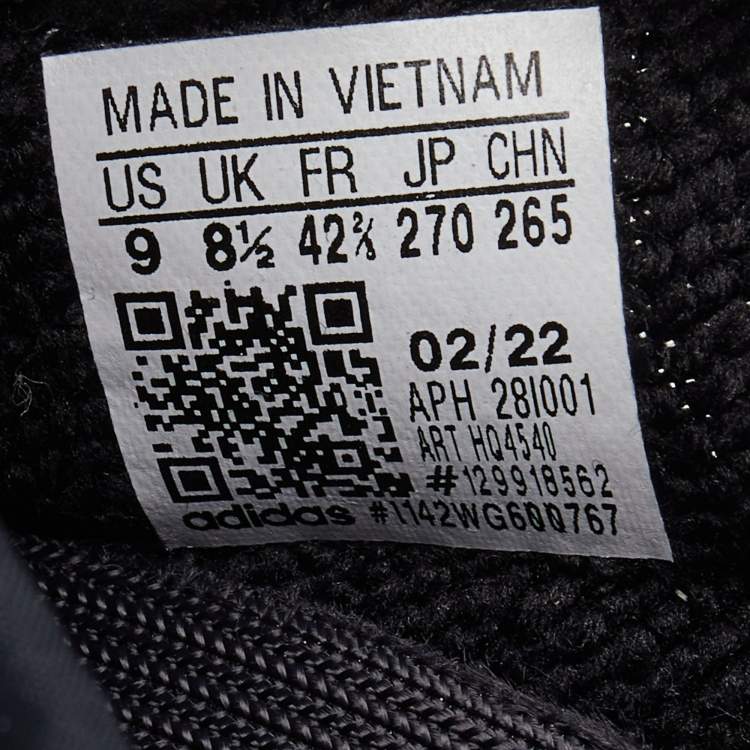 MADE IN VIETNAM
US UK FR JP CHN
9 8½ 42⅔ 270 265
02/22
APH 28I001
ART HQ4540
#129918562
adidas #1142WG600767